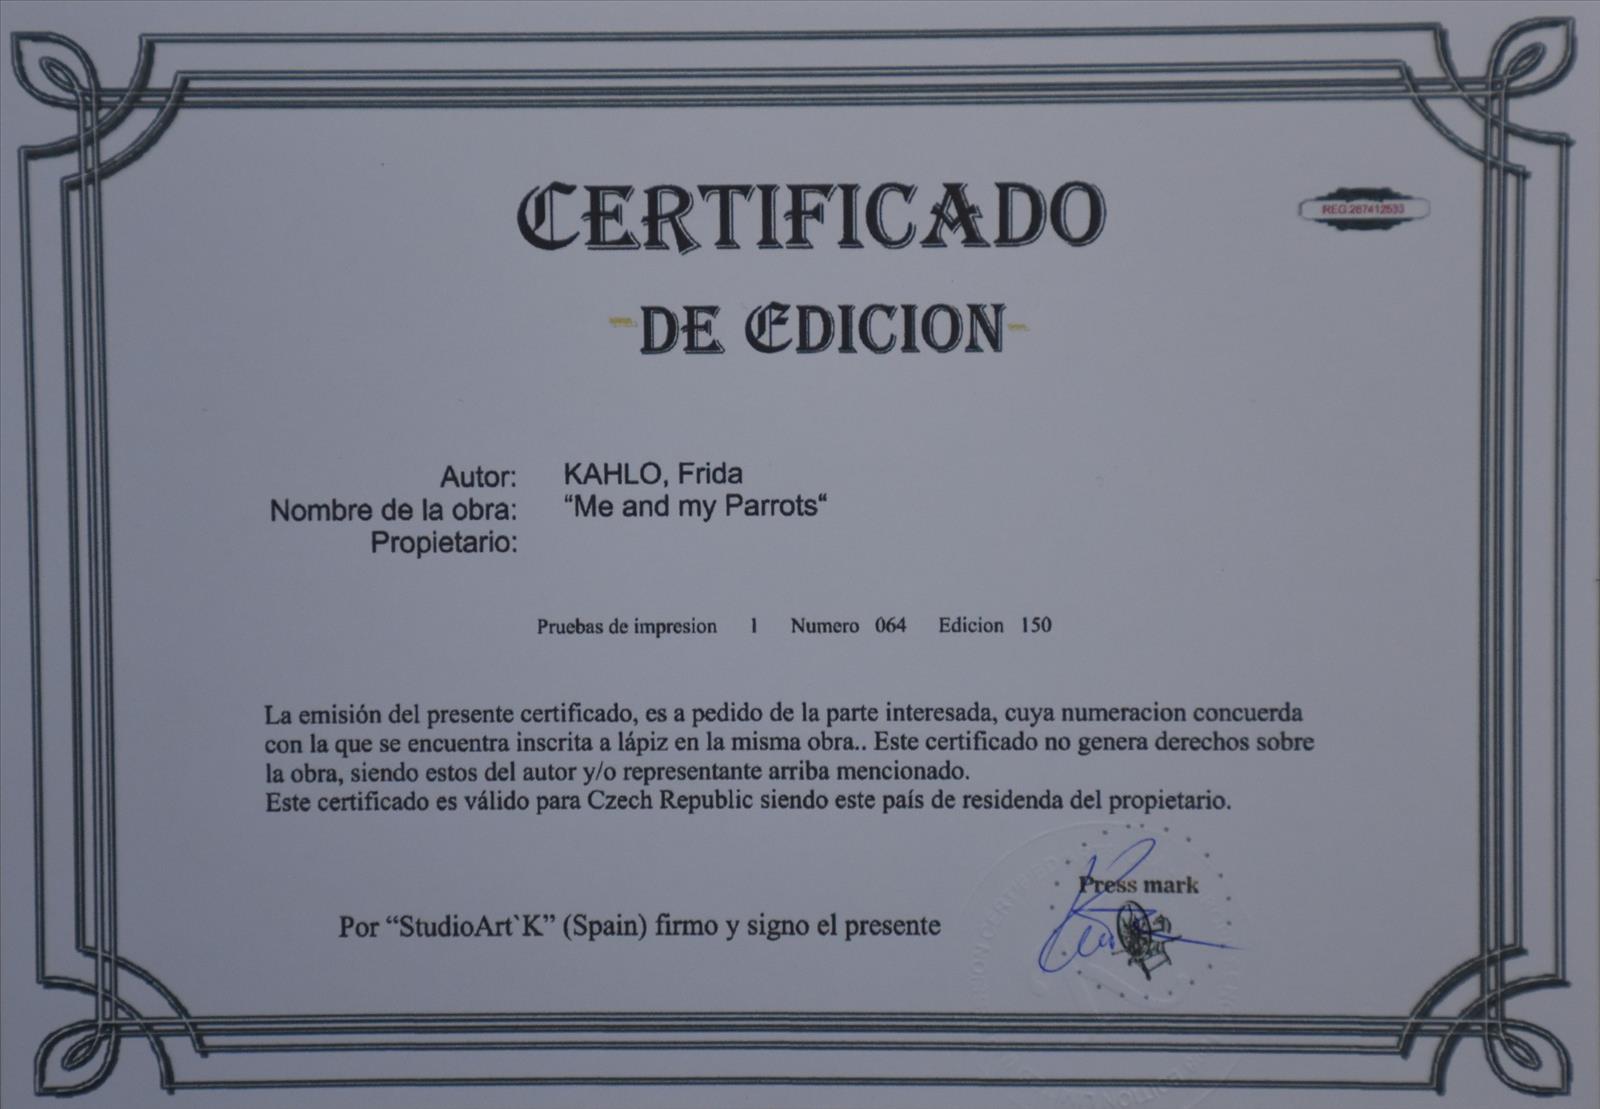 CERTIFICADO
REG:267412533
DE EDICION
Autor: KAHLO, Frida
Nombre de la obra: “Me and my Parrots“
Propietario:
Pruebas de impresion 1 Numero 064 Edicion 150
La emisión del presente certificado, es a pedido de la parte interesada, cuya numeracion concuerda
con la que se encuentra inscrita a lápiz en la misma obra.. Este certificado no genera derechos sobre
la obra, siendo estos del autor y/o representante arriba mencionado.
Este certificado es válido para Czech Republic siendo este país de residenda del propietario.
Press mark
Por “StudioArt`K” (Spain) firmo y signo el presente